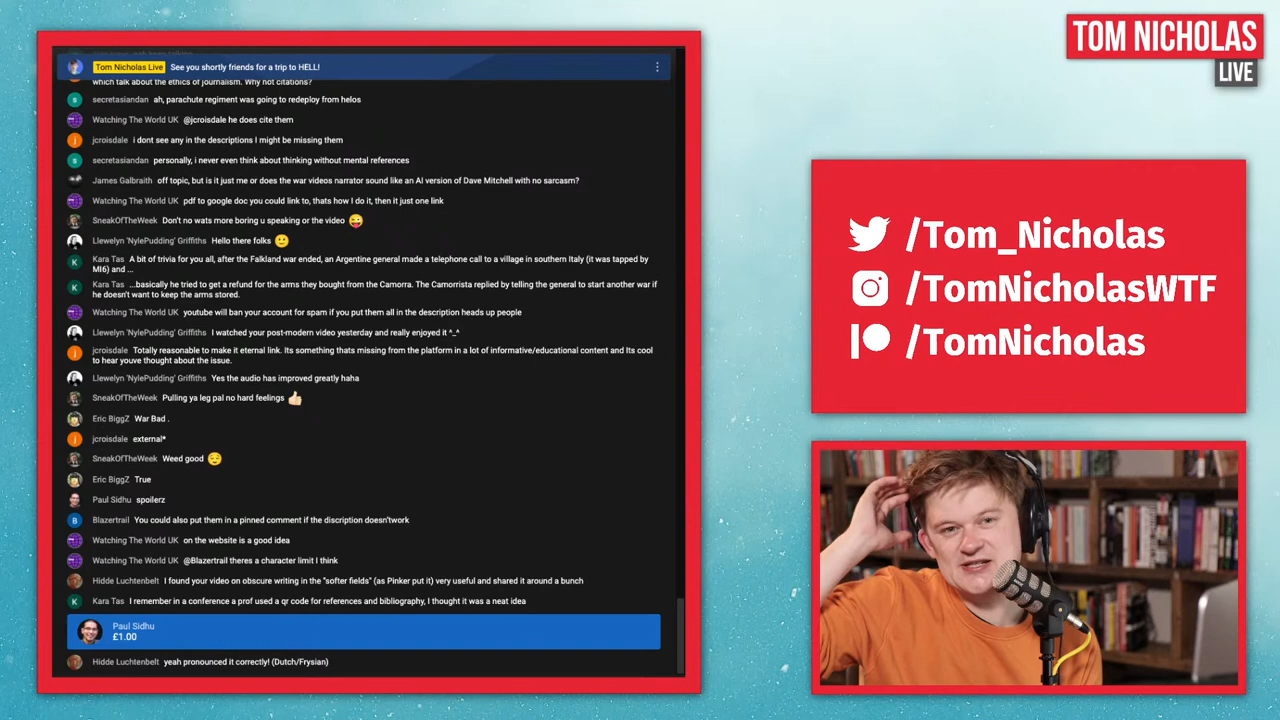 Tom Nicholas Live See you shortly friends for a trip to HELL!
which talk about the ethics of journalism. Why not citations?
secretasiandan ah, parachute regiment was going to redeploy from helos
Watching The World UK @jcroisdale he does cite them
jcroisdale i dont see any in the descriptions I might be missing them
secretasiandan personally, i never even think about thinking without mental references
James Galbraith off topic, but is it just me or does the war videos narrator sound like an AI version of Dave Mitchell with no sarcasm?
Watching The World UK pdf to google doc you could link to, thats how I do it, then it just one link
SneakOfTheWeek Don't no wats more boring u speaking or the video 😜
Llewelyn 'NylePudding' Griffiths Hello there folks 🙂
Kara Tas A bit of trivia for you all, after the Falkland war ended, an Argentine general made a telephone call to a village in southern Italy (it was tapped by
MI6) and ...
Kara Tas ...basically he tried to get a refund for the arms they bought from the Camorra. The Camorrista replied by telling the general to start another war if
he doesn't want to keep the arms stored.
Watching The World UK youtube will ban your account for spam if you put them all in the description heads up people
Llewelyn 'NylePudding' Griffiths I watched your post-modern video yesterday and really enjoyed it ^_^
jcroisdale Totally reasonable to make it eternal link. Its something thats missing from the platform in a lot of informative/educational content and Its cool
to hear youve thought about the issue.
Llewelyn 'NylePudding' Griffiths Yes the audio has improved greatly haha
SneakOfTheWeek Pulling ya leg pal no hard feelings 👍🏻
Eric BiggZ War Bad .
jcroisdale external*
SneakOfTheWeek Weed good 😌
Eric BiggZ True
Paul Sidhu spoilerz
Blazertrail You could also put them in a pinned comment if the discription doesn'twork
Watching The World UK on the website is a good idea
Watching The World UK @Blazertrail theres a character limit I think
Hidde Luchtenbelt I found your video on obscure writing in the "softer fields" (as Pinker put it) very useful and shared it around a bunch
Kara Tas I remember in a conference a prof used a qr code for references and bibliography, I thought it was a neat idea
Paul Sidhu
£1.00
Hidde Luchtenbelt yeah pronounced it correctly! (Dutch/Frysian)
TOM NICHOLAS
LIVE
/Tom_Nicholas
/TomNicholasWTF
/TomNicholas